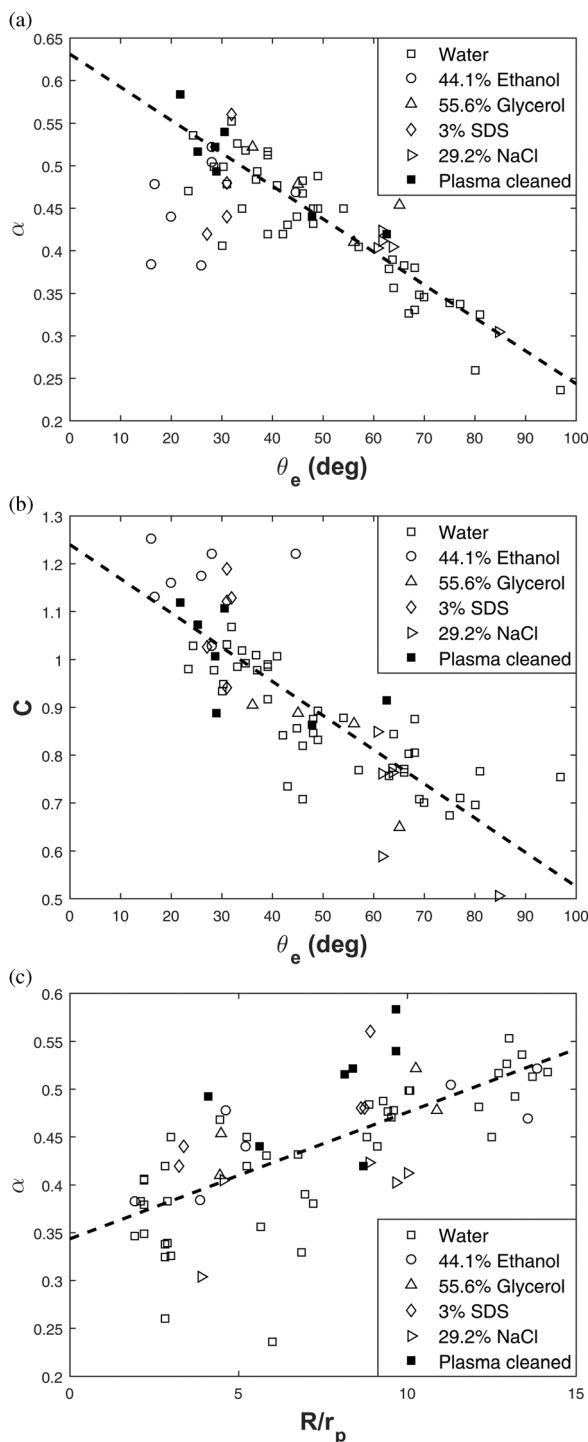 (a)
0.65
0.6
0.55
0.5
0.45
0.4
0.35
0.3
0.25
0.2
α
0 10 20 30 40 50 60 70 80 90 100
θe (deg)
Water
44.1% Ethanol
55.6% Glycerol
3% SDS
29.2% NaCl
Plasma cleaned
(b)
1.3
1.2
1.1
1
0.9
0.8
0.7
0.6
0.5
C
0 10 20 30 40 50 60 70 80 90 100
θe (deg)
Water
44.1% Ethanol
55.6% Glycerol
3% SDS
29.2% NaCl
Plasma cleaned
(c)
0.6
0.55
0.5
0.45
0.4
0.35
0.3
0.25
0.2
α
0 5 10 15
R/rp
Water
44.1% Ethanol
55.6% Glycerol
3% SDS
29.2% NaCl
Plasma cleaned